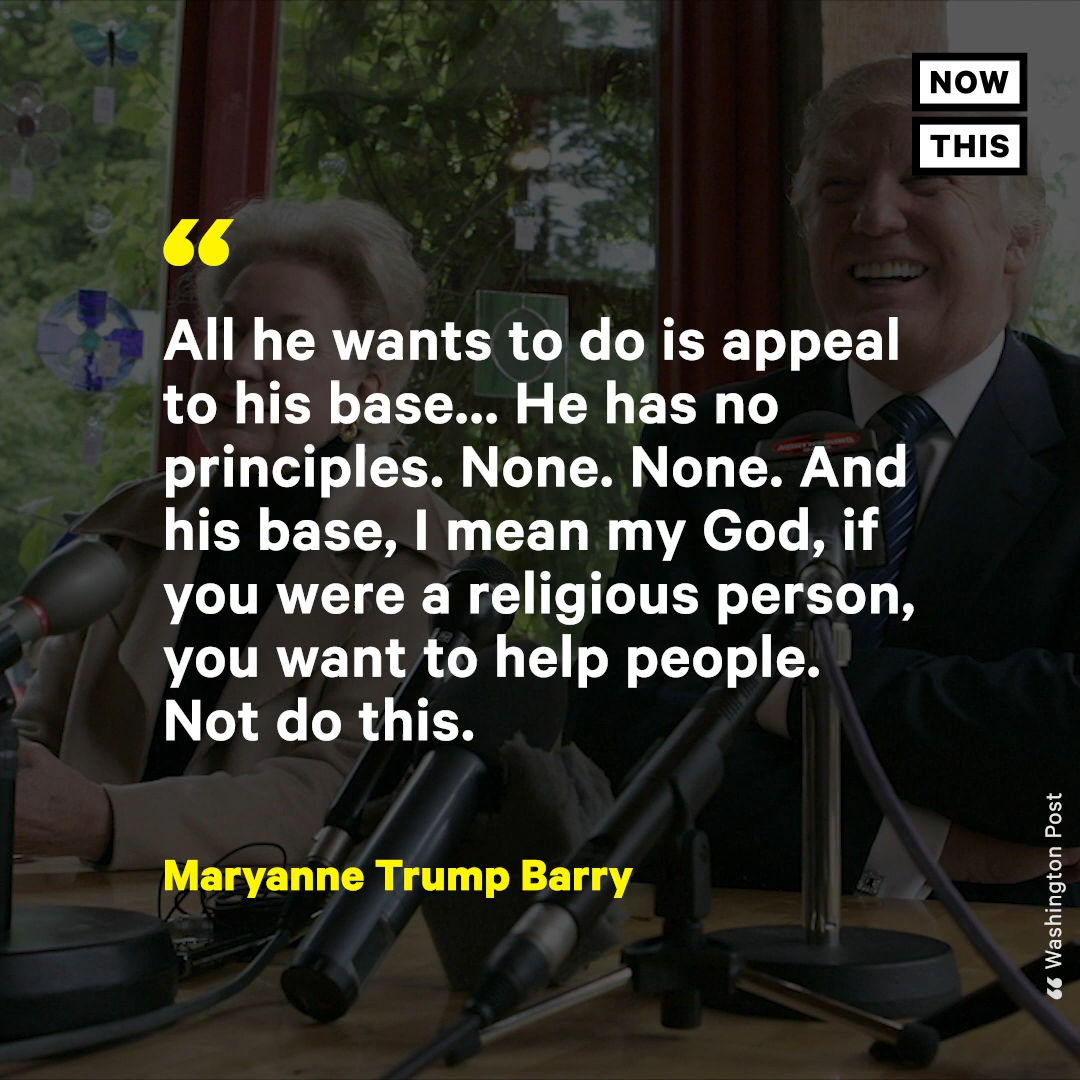 NOW
THIS
“
All he wants to do is appeal
to his base... He has no
principles. None. None. And
his base, I mean my God, if
you were a religious person,
you want to help people.
Not do this.
Maryanne Trump Barry
“ Washington Post